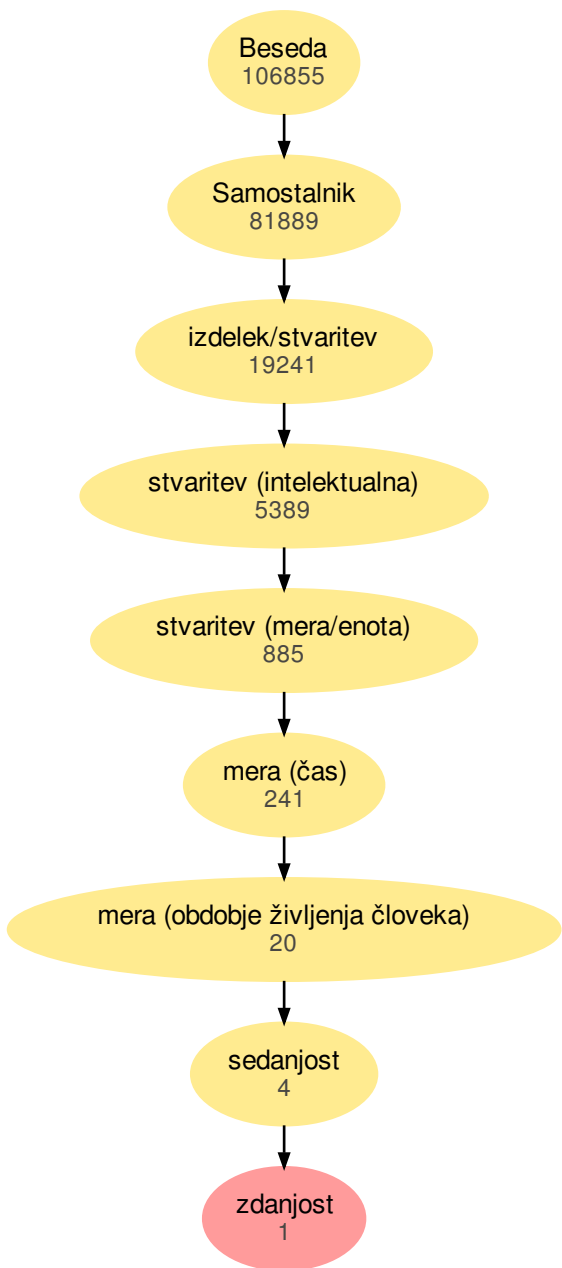 Beseda
106855
Samostalnik
81889
izdelek/stvaritev
19241
stvaritev (intelektualna)
5389
stvaritev (mera/enota)
885
mera (čas)
241
mera (obdobje življenja človeka)
20
sedanjost
4
zdanjost
1